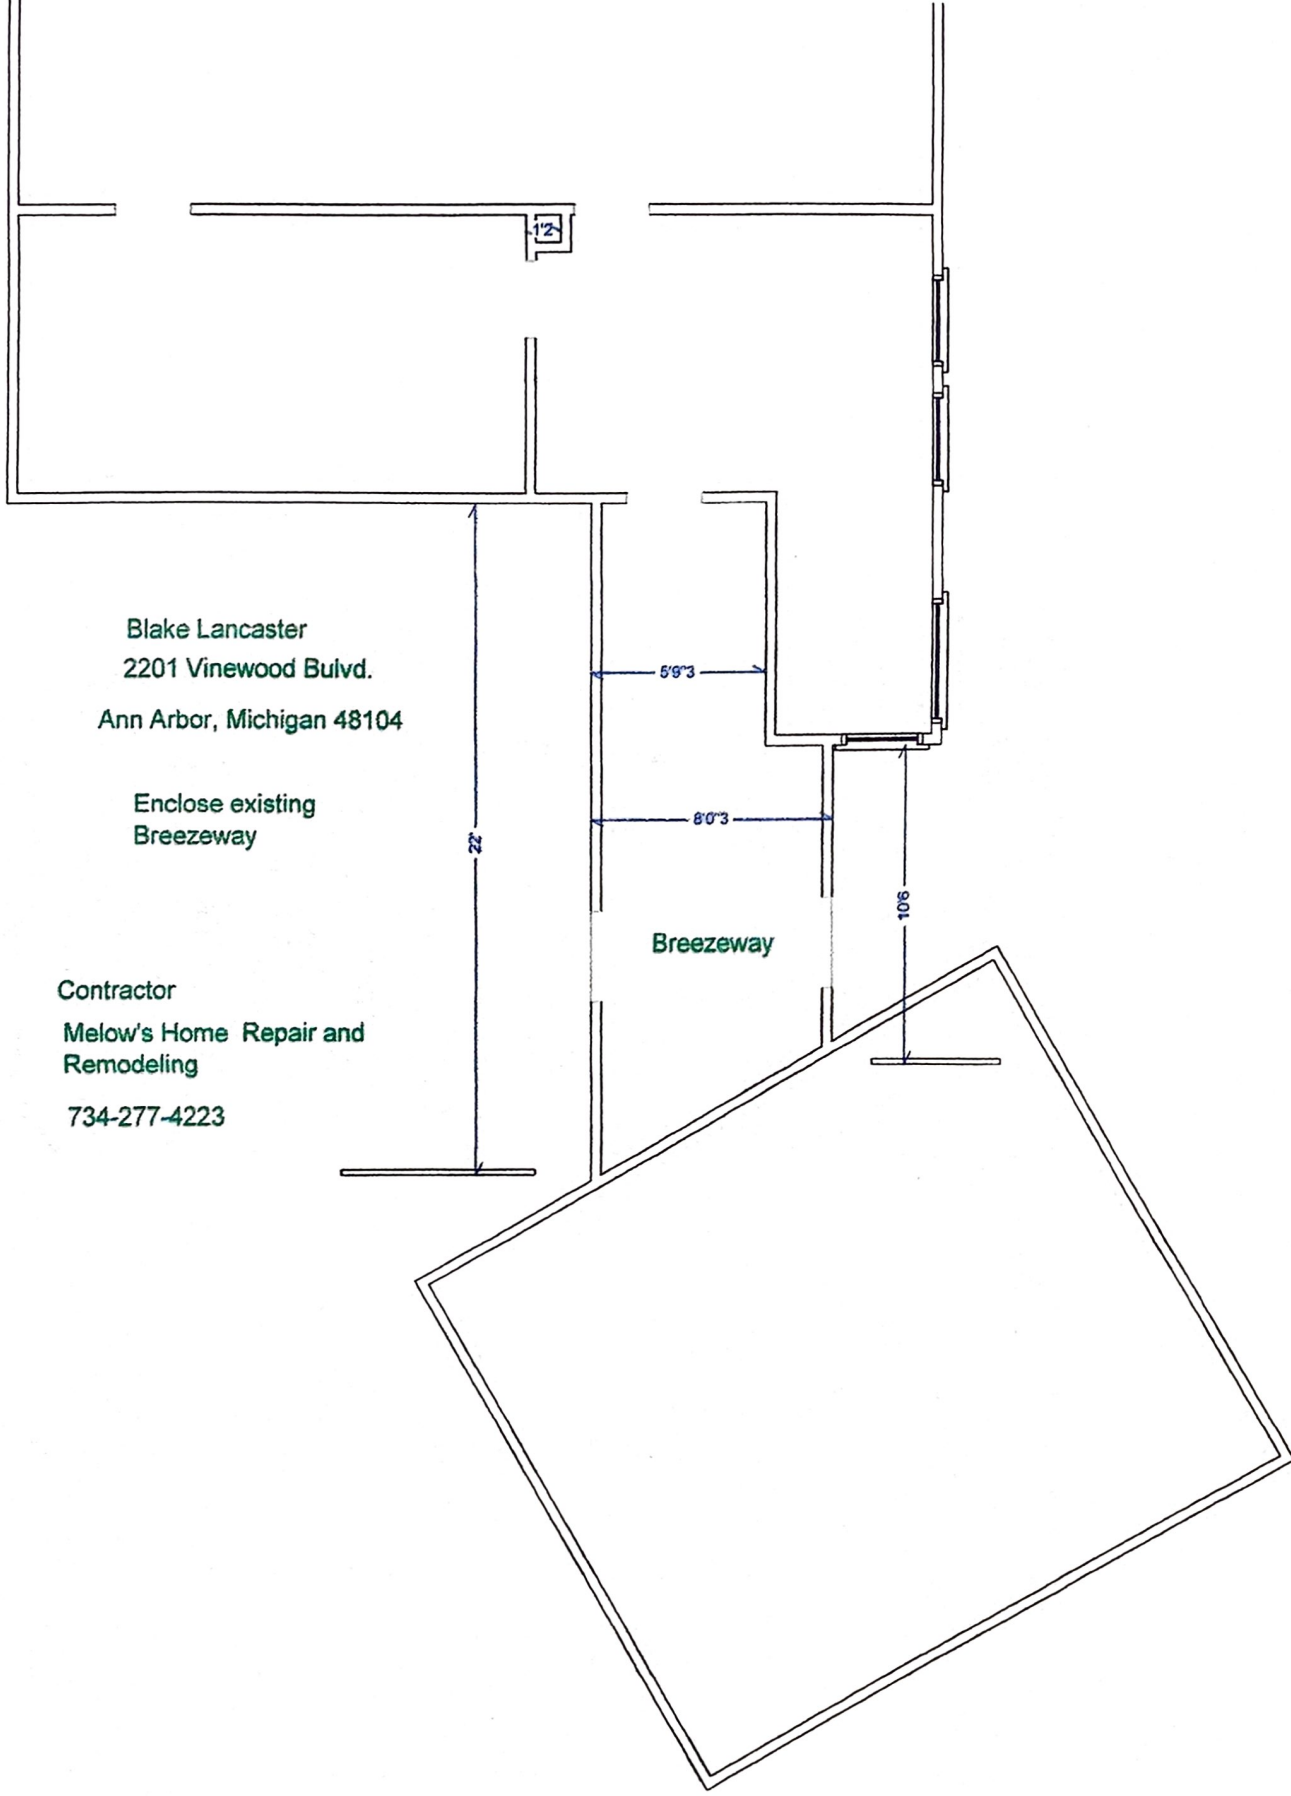 1'2
Blake Lancaster
2201 Vinewood Bulvd.
Ann Arbor, Michigan 48104
5'9"3
Enclose existing
Breezeway
8'0"3
22'
10'6
Breezeway
Contractor
Melow's Home Repair and
Remodeling
734-277-4223